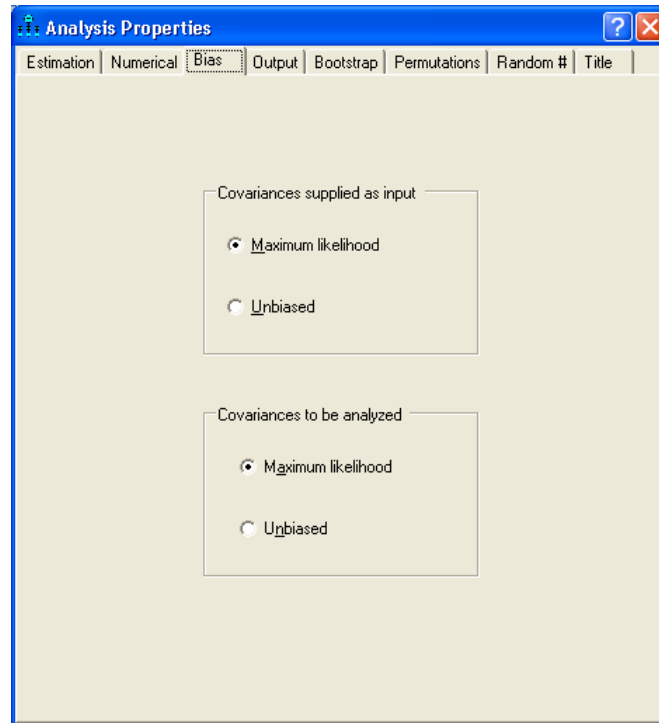 Analysis Properties
Estimation Numerical Bias Output Bootstrap Permutations Random # Title
Covariances supplied as input
Maximum likelihood
Unbiased
Covariances to be analyzed
Maximum likelihood
Unbiased